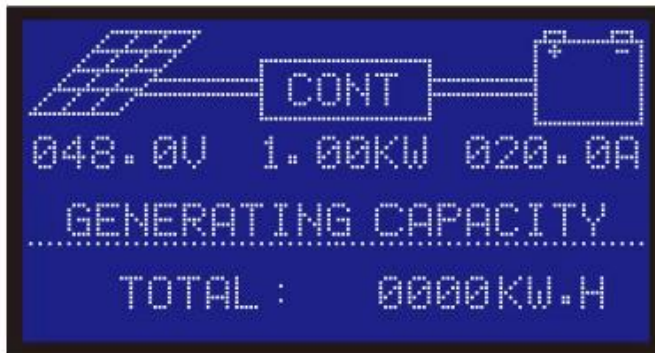 CONT
+ -
048.0V 1.00KW 020.0A
GENERATING CAPACITY
TOTAL: 0000KW.H